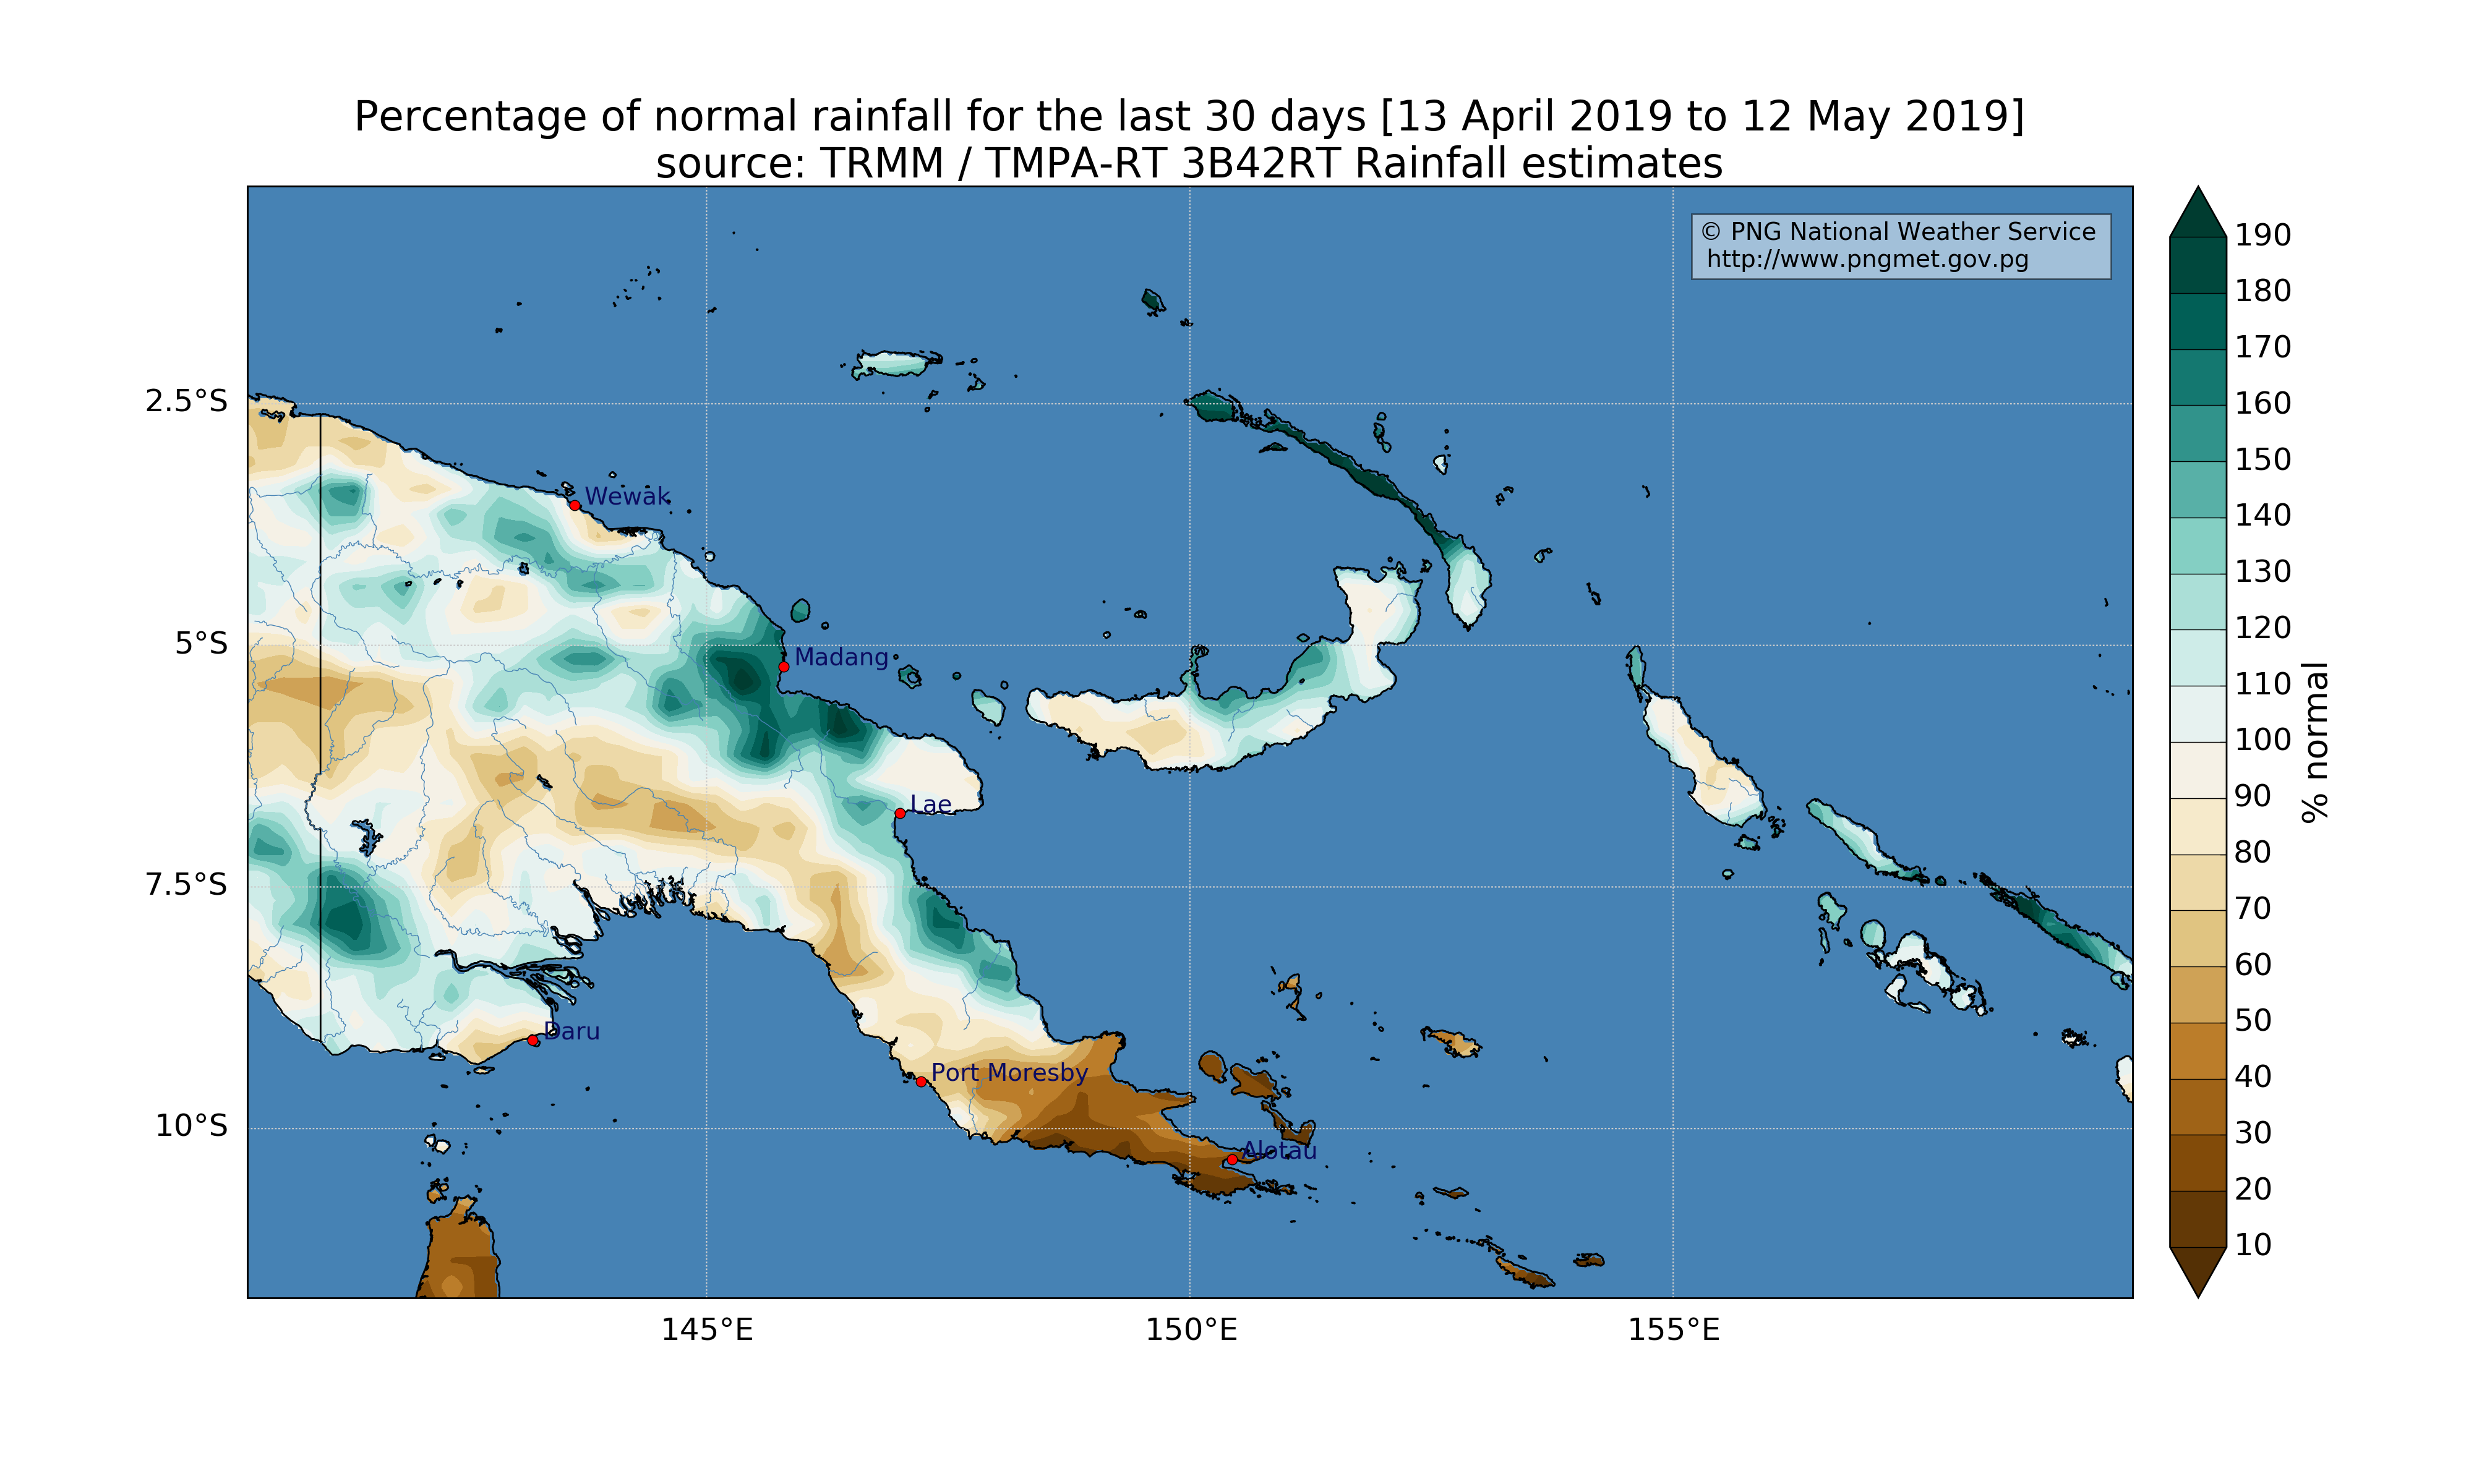 Percentage of normal rainfall for the last 30 days [13 April 2019 to 12 May 2019]
source: TRMM / TMPA-RT 3B42RT Rainfall estimates
© PNG National Weather Service
http://www.pngmet.gov.pg
190
180
170
160
150
140
130
120
110
100
90
80
70
60
50
40
30
20
10
% normal
2.5°S
5°S
7.5°S
10°S
Wewak
Madang
Lae
Daru
Port Moresby
Alotau
145°E
150°E
155°E